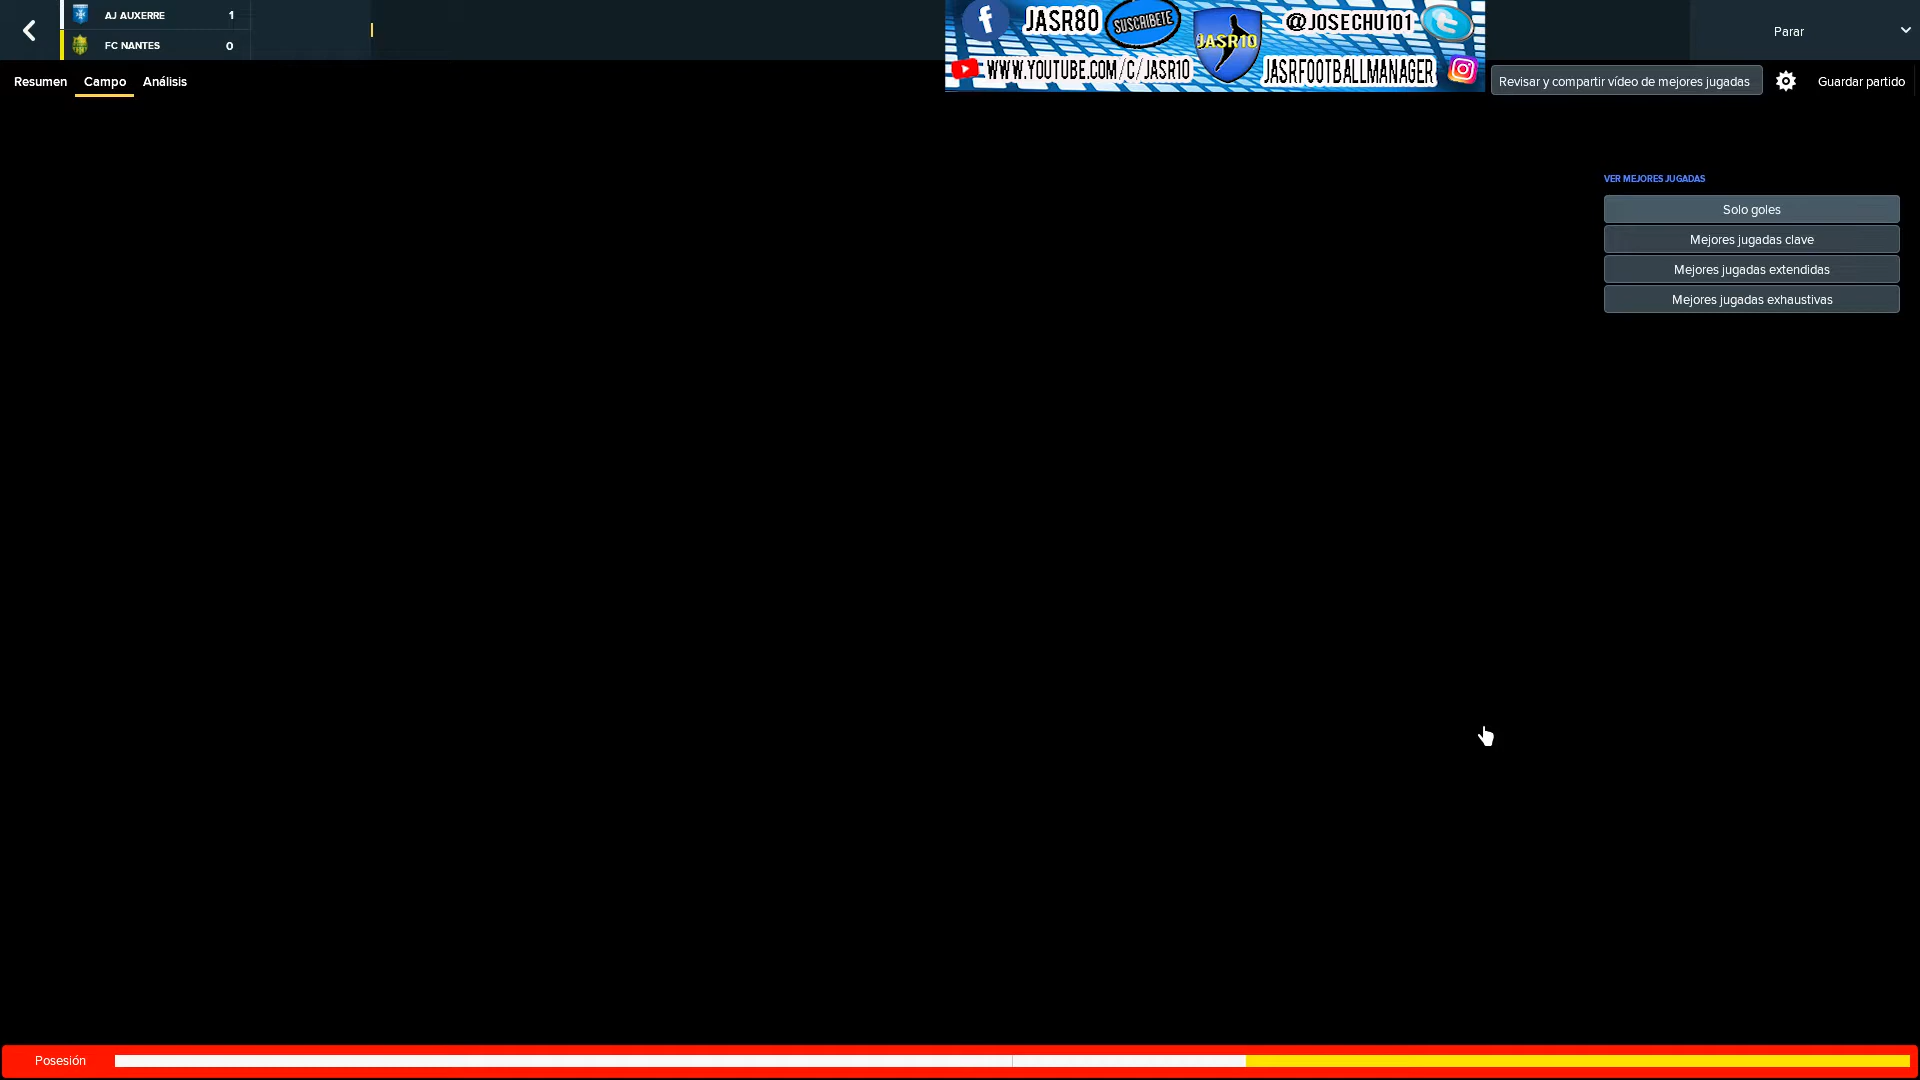 AJ AUXERRE 1
FC NANTES 0
JASR80
SUSCRIBETE
JASR10
@JOSECHU101
WWW.YOUTUBE.COM/C/JASR10
JASRFOOTBALLMANAGER
Parar
Resumen Campo Análisis
Revisar y compartir vídeo de mejores jugadas
Guardar partido
VER MEJORES JUGADAS
Solo goles
Mejores jugadas clave
Mejores jugadas extendidas
Mejores jugadas exhaustivas
Posesión